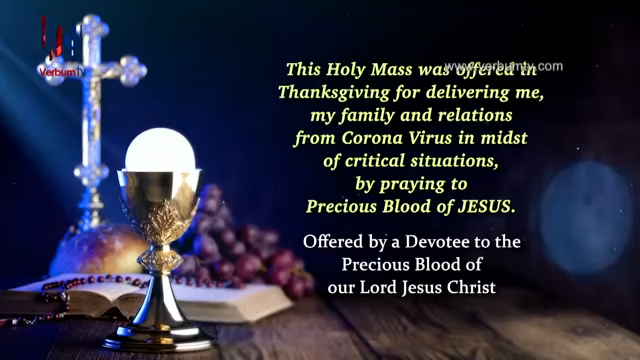 VerbumTV
www.verbumtv.com
This Holy Mass was offered in
Thanksgiving for delivering me,
my family and relations
from Corona Virus in midst
of critical situations,
by praying to
Precious Blood of JESUS.
Offered by a Devotee to the
Precious Blood of
our Lord Jesus Christ